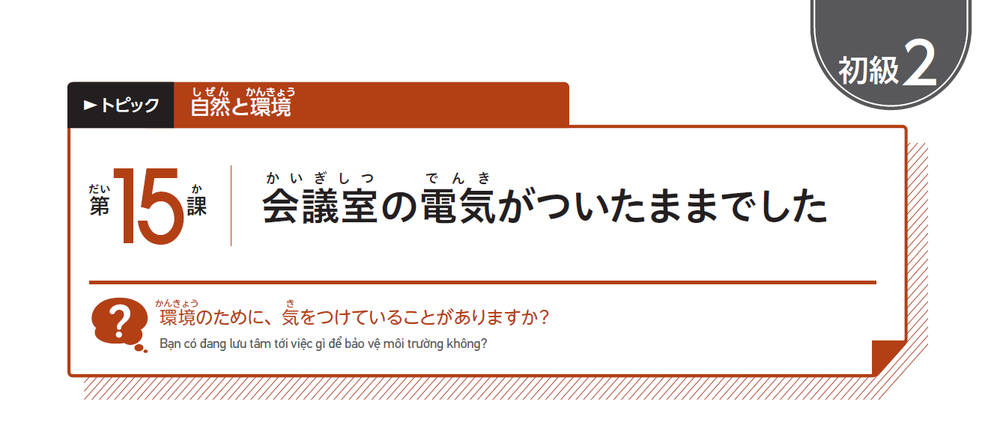 初級2
▶トピック
しぜん かんきょう
自然と環境
だい か
第15課
かいぎしつ でんき
会議室の電気がついたままでした
?
かんきょう き
環境のために、気をつけていることがありますか?
Bạn có đang lưu tâm tới việc gì để bảo vệ môi trường không?